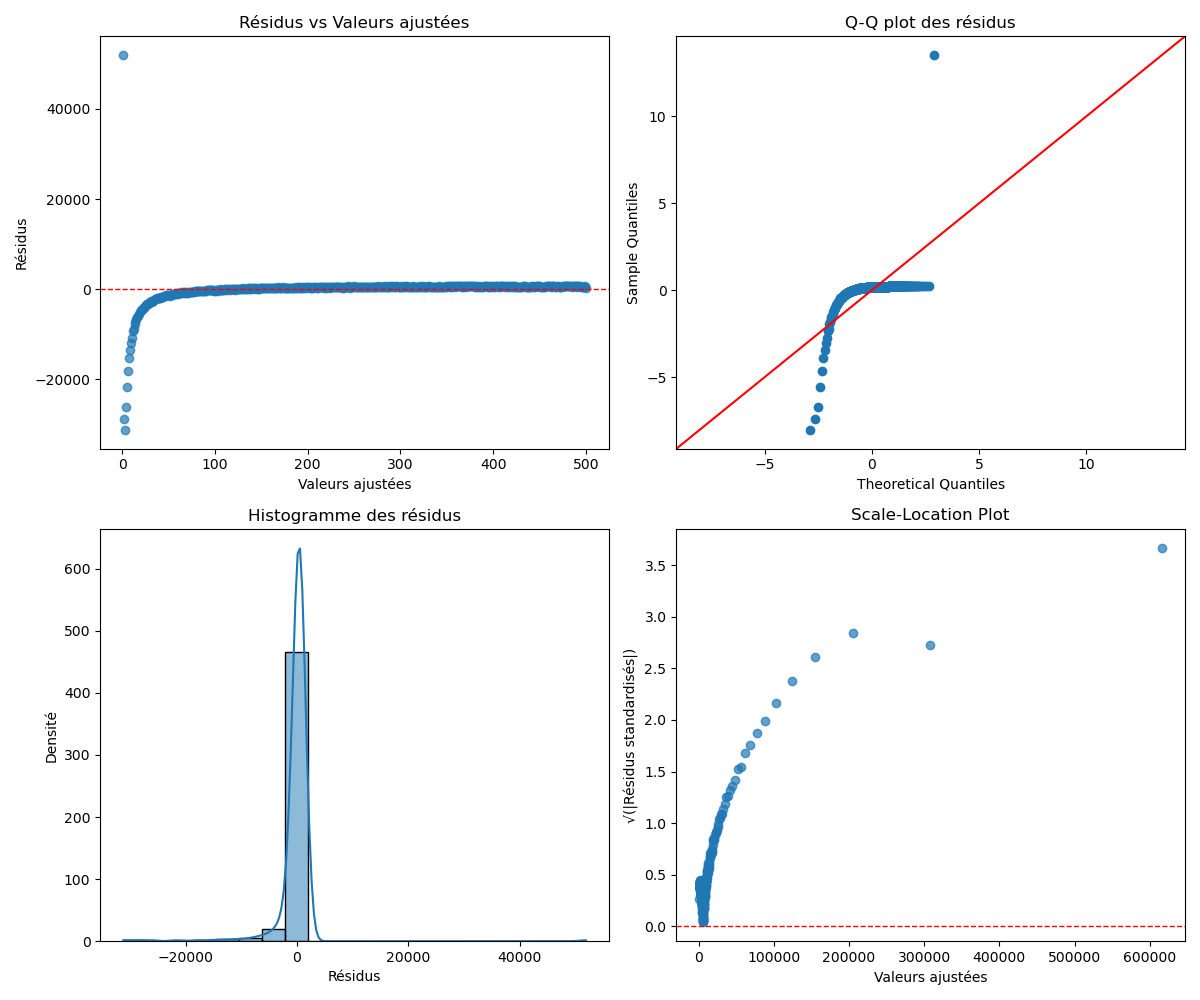 Résidus vs Valeurs ajustées
Résidus
40000
20000
0
−20000
0 100 200 300 400 500
Valeurs ajustées
Q-Q plot des résidus
Sample Quantiles
10
5
0
−5
−5 0 5 10
Theoretical Quantiles
Histogramme des résidus
Densité
600
500
400
300
200
100
0
−20000 0 20000 40000
Résidus
Scale-Location Plot
√(|Résidus standardisés|)
3.5
3.0
2.5
2.0
1.5
1.0
0.5
0.0
0 100000 200000 300000 400000 500000 600000
Valeurs ajustées